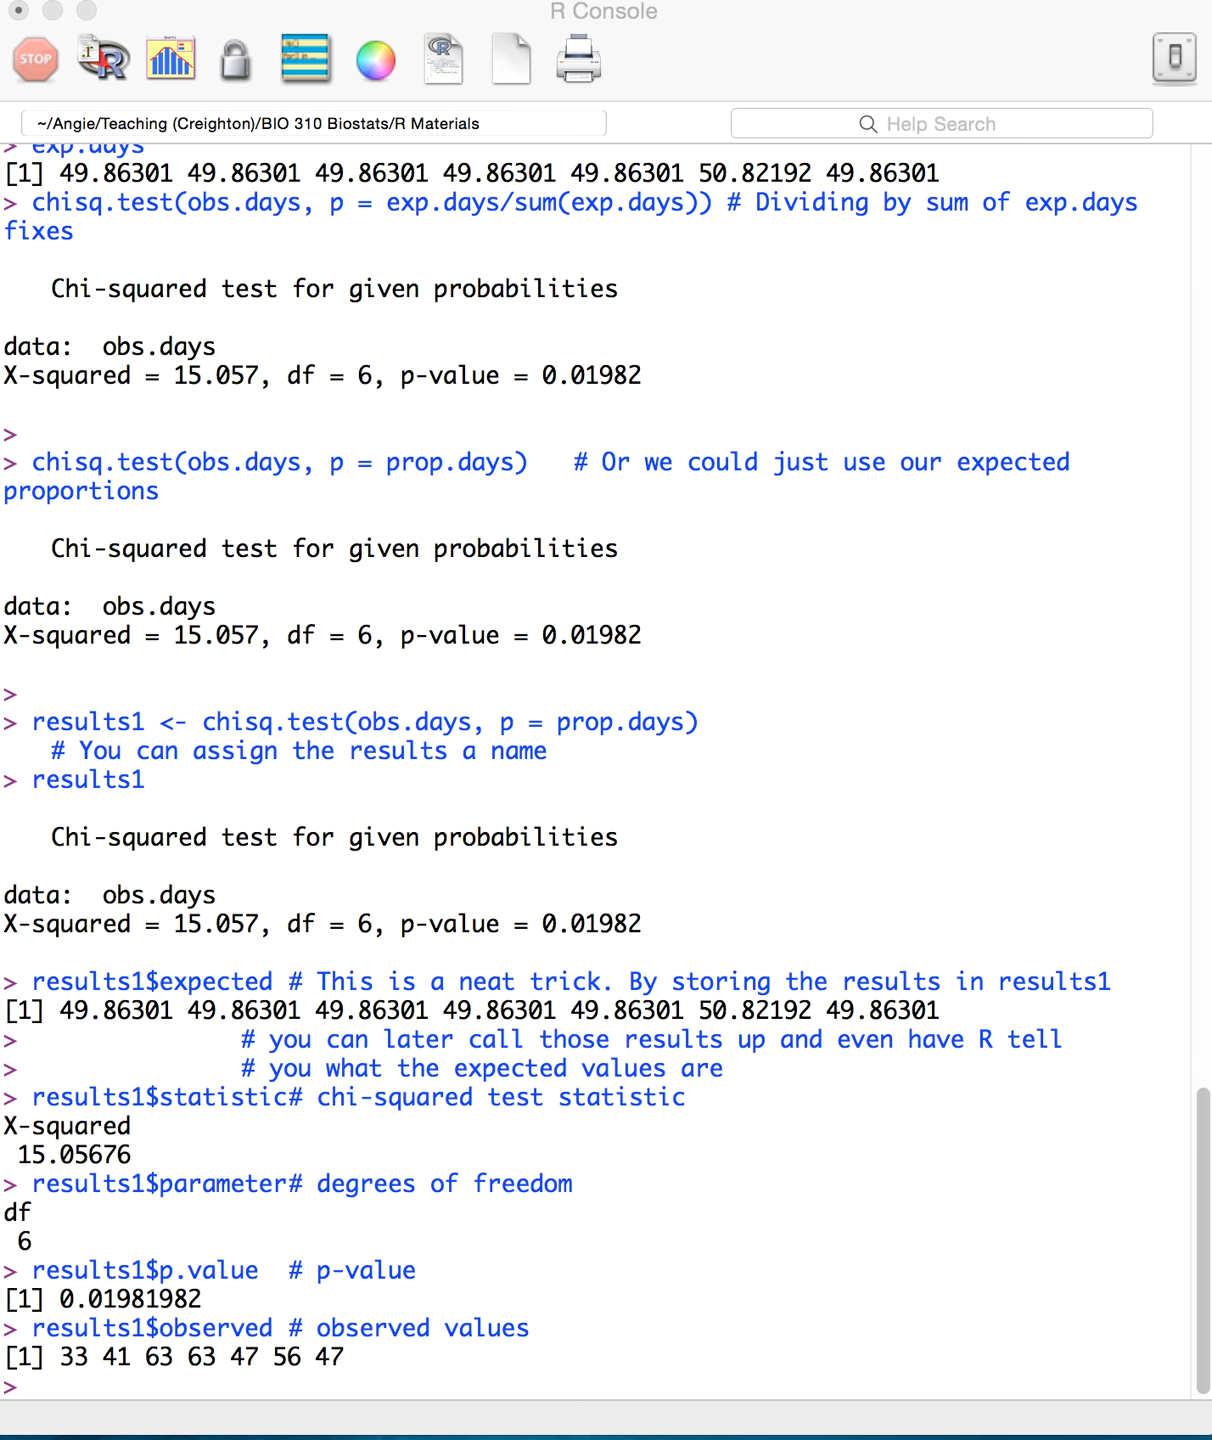 R Console
STOP
~/Angie/Teaching (Creighton)/BIO 310 Biostats/R Materials
Help Search
> exp.days
[1] 49.86301 49.86301 49.86301 49.86301 49.86301 50.82192 49.86301
> chisq.test(obs.days, p = exp.days/sum(exp.days)) # Dividing by sum of exp.days
fixes
Chi-squared test for given probabilities
data:  obs.days
X-squared = 15.057, df = 6, p-value = 0.01982
>
> chisq.test(obs.days, p = prop.days)   # Or we could just use our expected
proportions
Chi-squared test for given probabilities
data:  obs.days
X-squared = 15.057, df = 6, p-value = 0.01982
>
> results1 <- chisq.test(obs.days, p = prop.days)
# You can assign the results a name
> results1
Chi-squared test for given probabilities
data:  obs.days
X-squared = 15.057, df = 6, p-value = 0.01982
> results1$expected # This is a neat trick. By storing the results in results1
[1] 49.86301 49.86301 49.86301 49.86301 49.86301 50.82192 49.86301
> # you can later call those results up and even have R tell
> # you what the expected values are
> results1$statistic# chi-squared test statistic
X-squared
15.05676
> results1$parameter# degrees of freedom
df
6
> results1$p.value  # p-value
[1] 0.01981982
> results1$observed # observed values
[1] 33 41 63 63 47 56 47
>